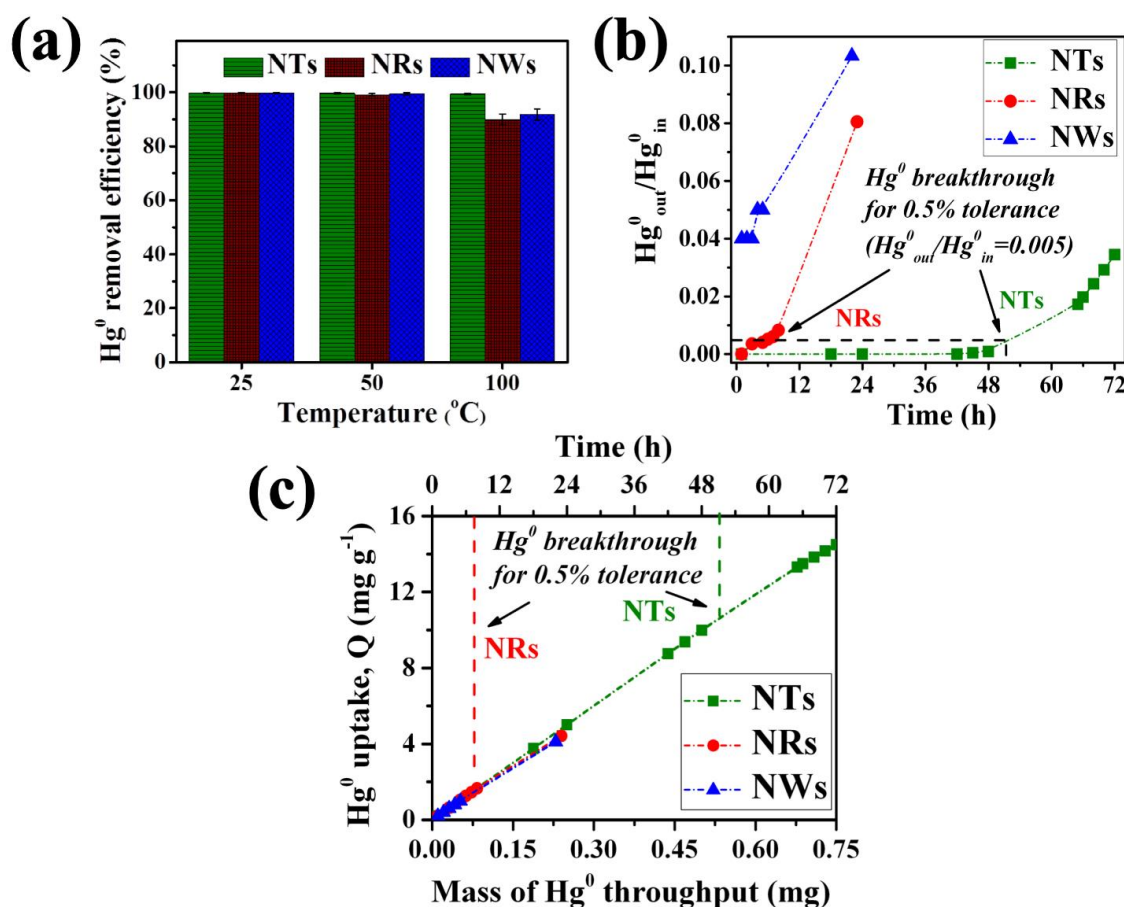 (a)
Hg⁰ removal efficiency (%)
100
80
60
40
20
0
NTs NRs NWs
25 50 100
Temperature (°C)
(b)
Hg⁰out/Hg⁰in
0.10
0.08
0.06
0.04
0.02
0.00
NTs
NRs
NWs
Hg⁰ breakthrough
for 0.5% tolerance
(Hg⁰out/Hg⁰in=0.005)
NRs
NTs
0 12 24 36 48 60 72
Time (h)
(c)
Time (h)
0 12 24 36 48 60 72
Hg⁰ uptake, Q (mg g⁻¹)
16
12
8
4
0
Hg⁰ breakthrough
for 0.5% tolerance
NTs
NRs
NTs
NRs
NWs
0.00 0.15 0.30 0.45 0.60 0.75
Mass of Hg⁰ throughput (mg)